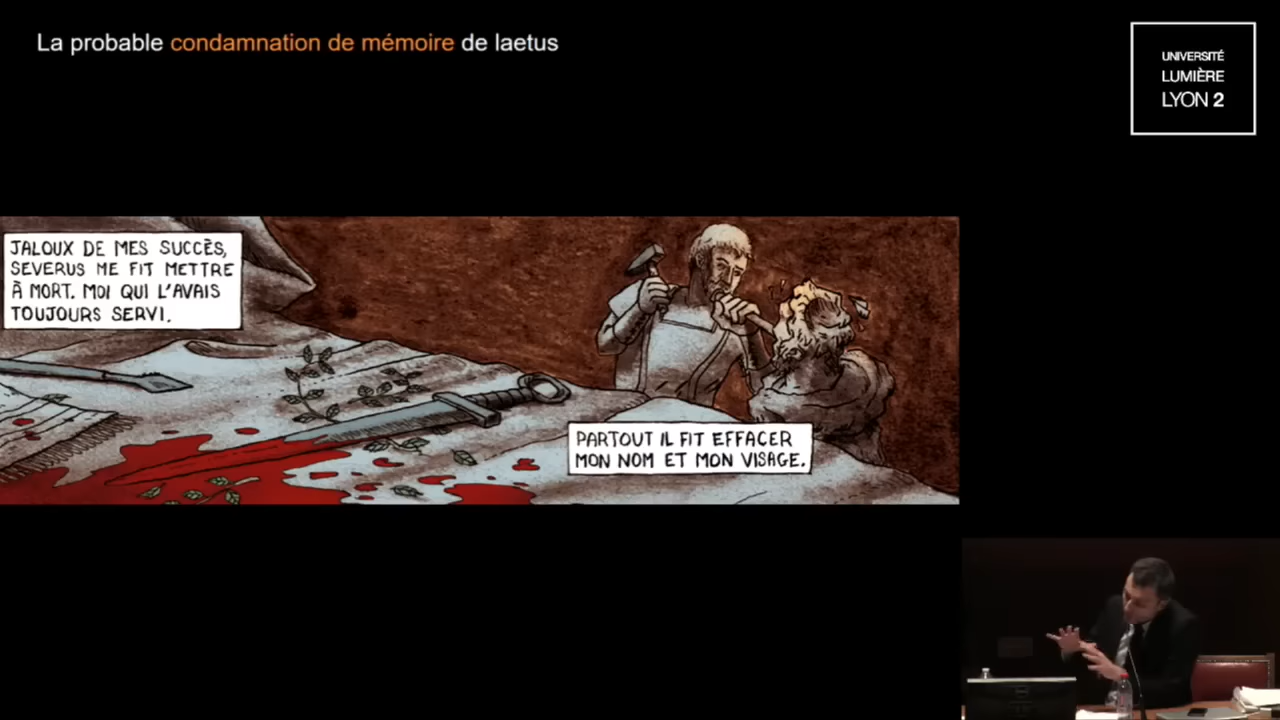 La probable condamnation de mémoire de laetus
UNIVERSITÉ
LUMIÈRE
LYON 2
JALOUX DE MES SUCCÈS,
SEVERUS ME FIT METTRE
À MORT. MOI QUI L'AVAIS
TOUJOURS SERVI.
PARTOUT IL FIT EFFACER
MON NOM ET MON VISAGE.